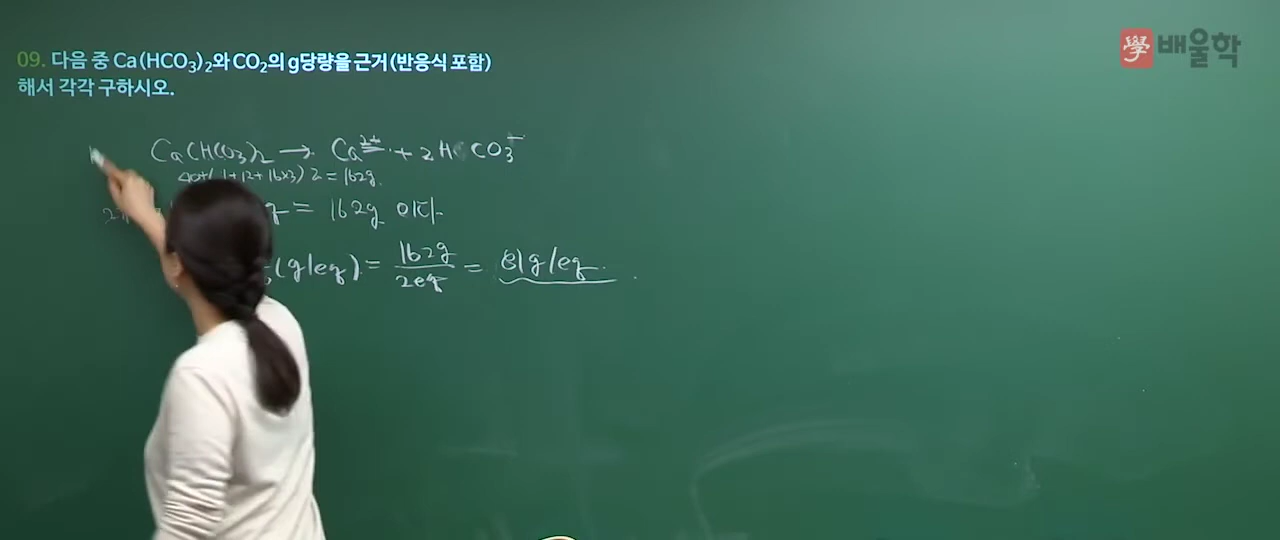 學 배울학
09. 다음 중 Ca(HCO₃)₂와 CO₂의 g당량을 근거(반응식 포함)
해서 각각 구하시오.
Ca(HCO₃)₂ → Ca²⁺ + 2HCO₃⁻
40+(1+12+16×3)2=162g.
= 162g 이다.
(g/eq) = 162g/2eq = 81g/eq.